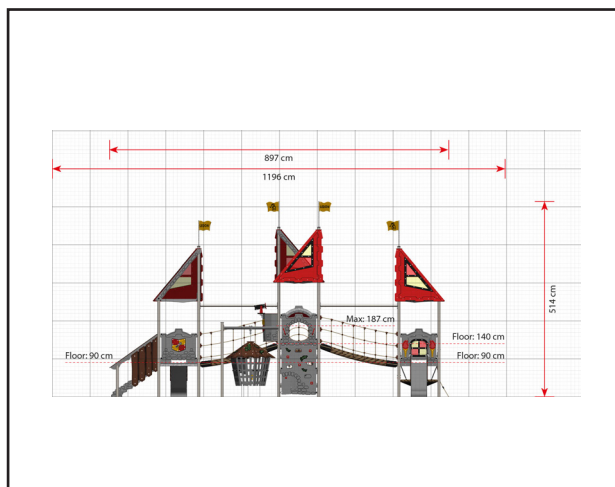 897 cm
1196 cm
514 cm
Max: 187 cm
Floor: 140 cm
Floor: 90 cm
Floor: 90 cm